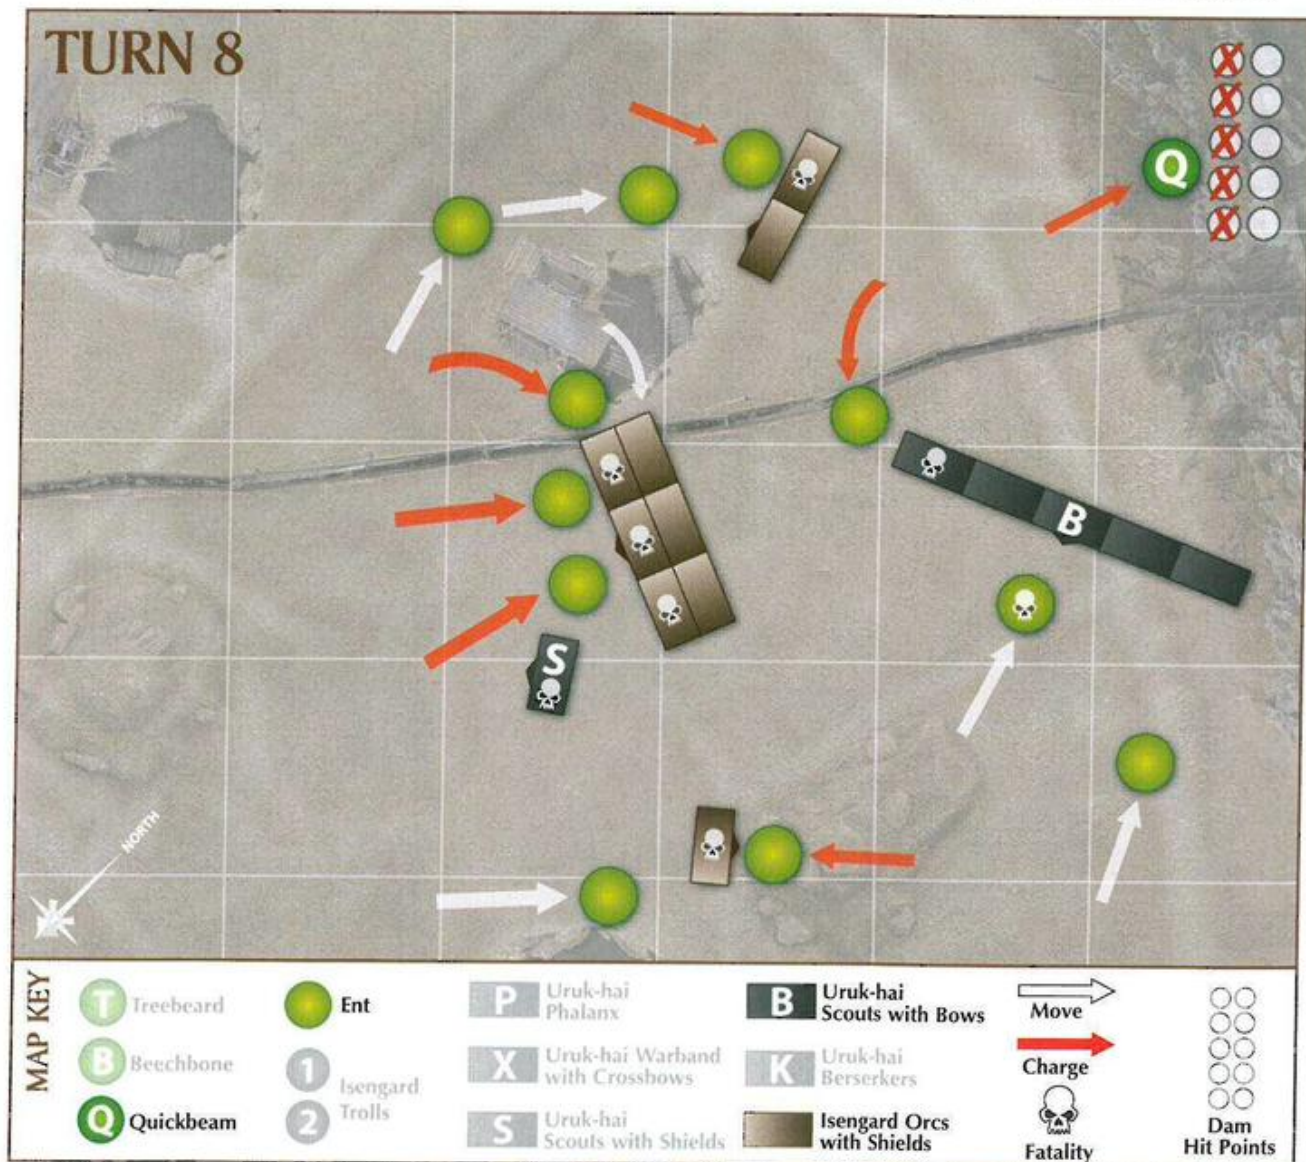 TURN 8
Q
B
S
NORTH
MAP KEY
T Treebeard
B Beechbone
Q Quickbeam
Ent
1
2
Isengard
Trolls
P Uruk-hai
Phalanx
X Uruk-hai Warband
with Crossbows
S Uruk-hai
Scouts with Shields
B Uruk-hai
Scouts with Bows
K Uruk-hai
Berserkers
Isengard Orcs
with Shields
Move
Charge
Fatality
Dam
Hit Points